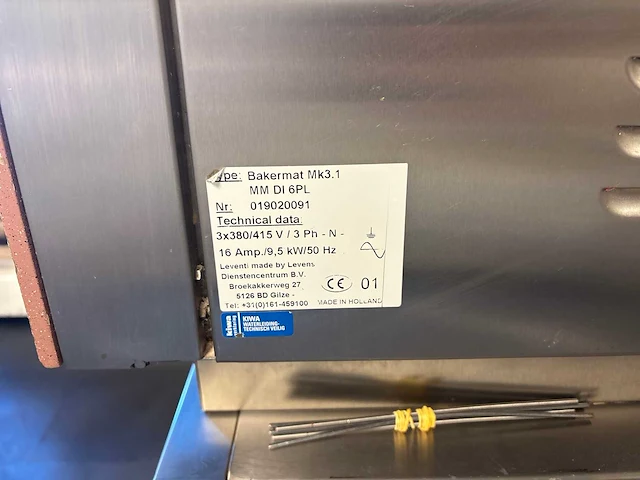 ype: Bakermat Mk3.1
MM DI 6PL
Nr: 019020091
Technical data:
3x380/415 V / 3 Ph - N -
16 Amp./9,5 kW/50 Hz
Leventi made by Levens
Dienstencentrum B.V.
Broekakkerweg 27
5126 BD Gilze -
Tel: +31(0)161-459100
CE 01
MADE IN HOLLAND
kiwa
KIWA
WATERLEIDING-
TECHNISCH VEILIG